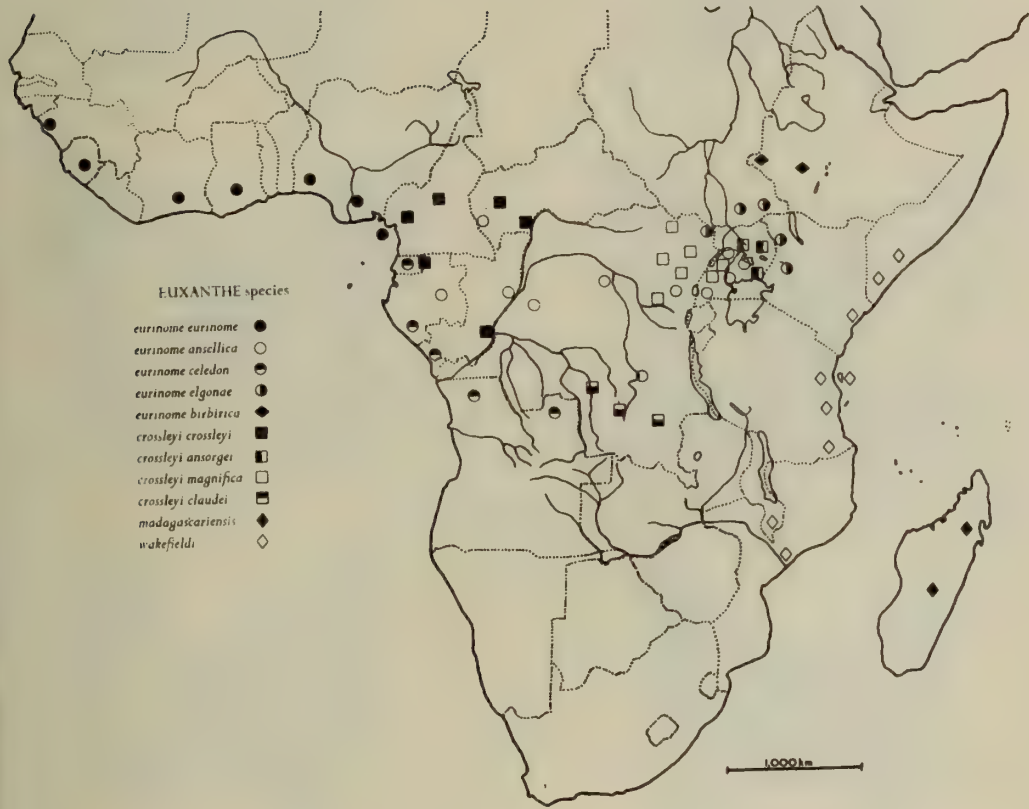 EUXANTHE species
eurinome eurinome
eurinome ansellica
eurinome celedon
eurinome elgonae
eurinome birbirica
crossleyi crossleyi
crossleyi ansorgei
crossleyi magnifica
crossleyi claudei
madagascariensis
wakefieldi
1,000 km